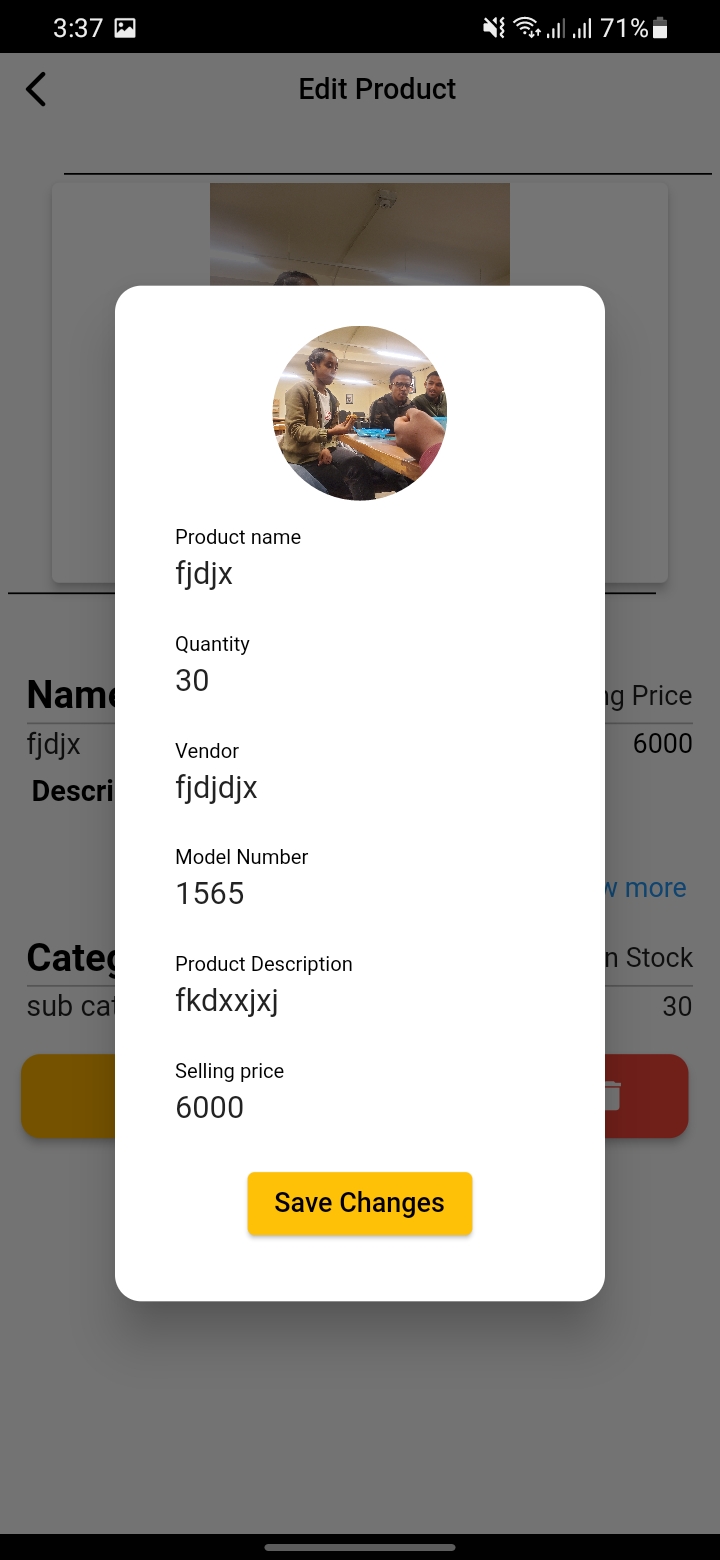 3:37 71%
Edit Product
Product name
fjdjx
Quantity
30
Name ng Price
Vendor
fjdjx 6000
fjdjdjx
Descri
Model Number
1565
w more
Categ n Stock
Product Description
fkdxxjxj
sub cat 30
Selling price
6000
Save Changes